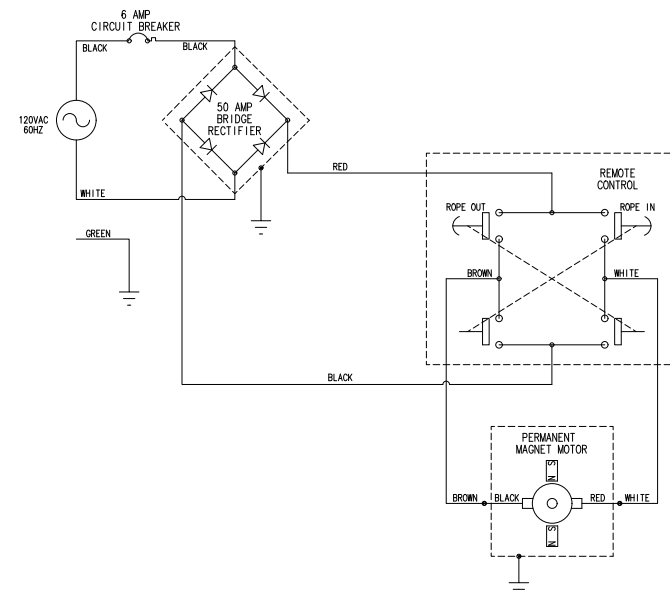 6 AMP
CIRCUIT BREAKER
BLACK
BLACK
50 AMP
BRIDGE
RECTIFIER
120VAC
60HZ
WHITE
GREEN
RED
REMOTE
CONTROL
ROPE OUT
ROPE IN
BROWN
WHITE
BLACK
PERMANENT
MAGNET MOTOR
S N
BROWN
BLACK
RED
WHITE
S N